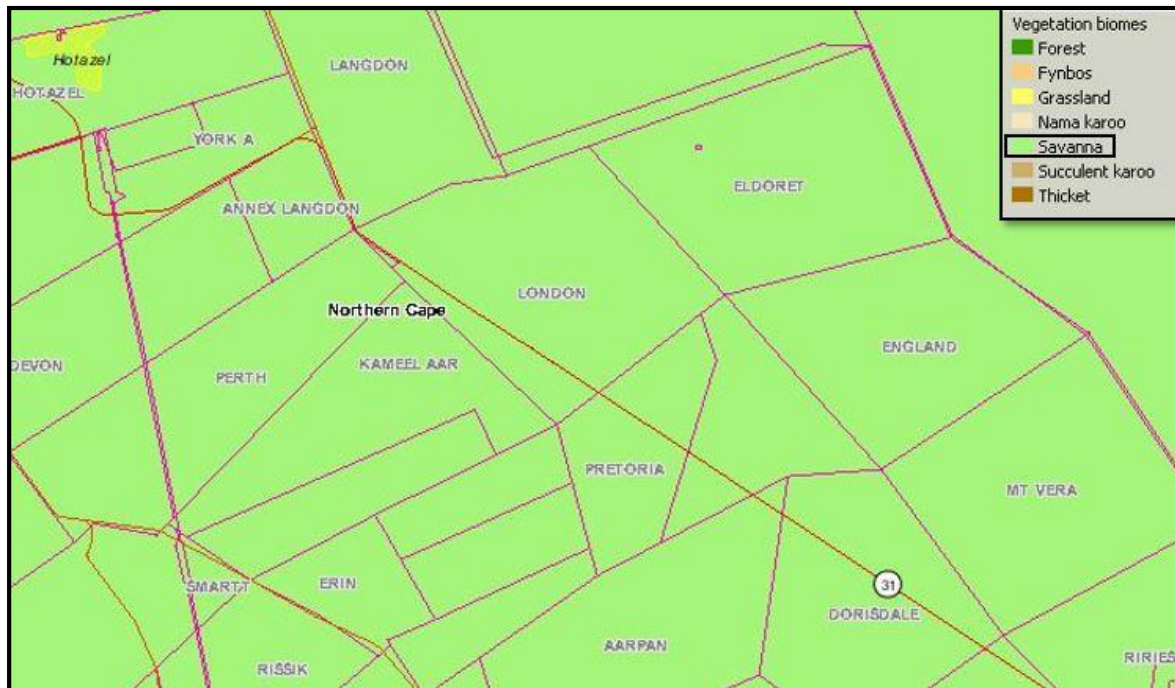 Hotazel
HOTAZEL
LANGDON
YORK A
ANNEX LANGDON
ELDORET
LONDON
Northern Cape
ENGLAND
DEVON
PERTH
KAMEEL AAR
PRETORIA
MT VERA
SMARTT
ERIN
31
DORISDALE
AARPAN
RISSIK
RIRIES
Vegetation biomes
Forest
Fynbos
Grassland
Nama karoo
Savanna
Succulent karoo
Thicket